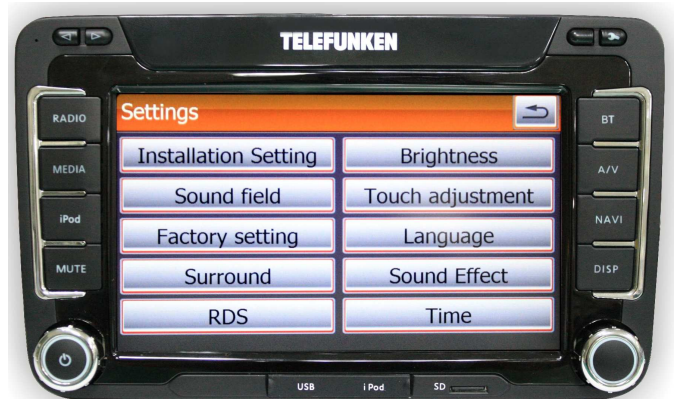 TELEFUNKEN
RADIO
MEDIA
iPod
MUTE
Settings
Installation Setting Brightness
Sound field Touch adjustment
Factory setting Language
Surround Sound Effect
RDS Time
BT
A/V
NAVI
DISP
USB iPod SD